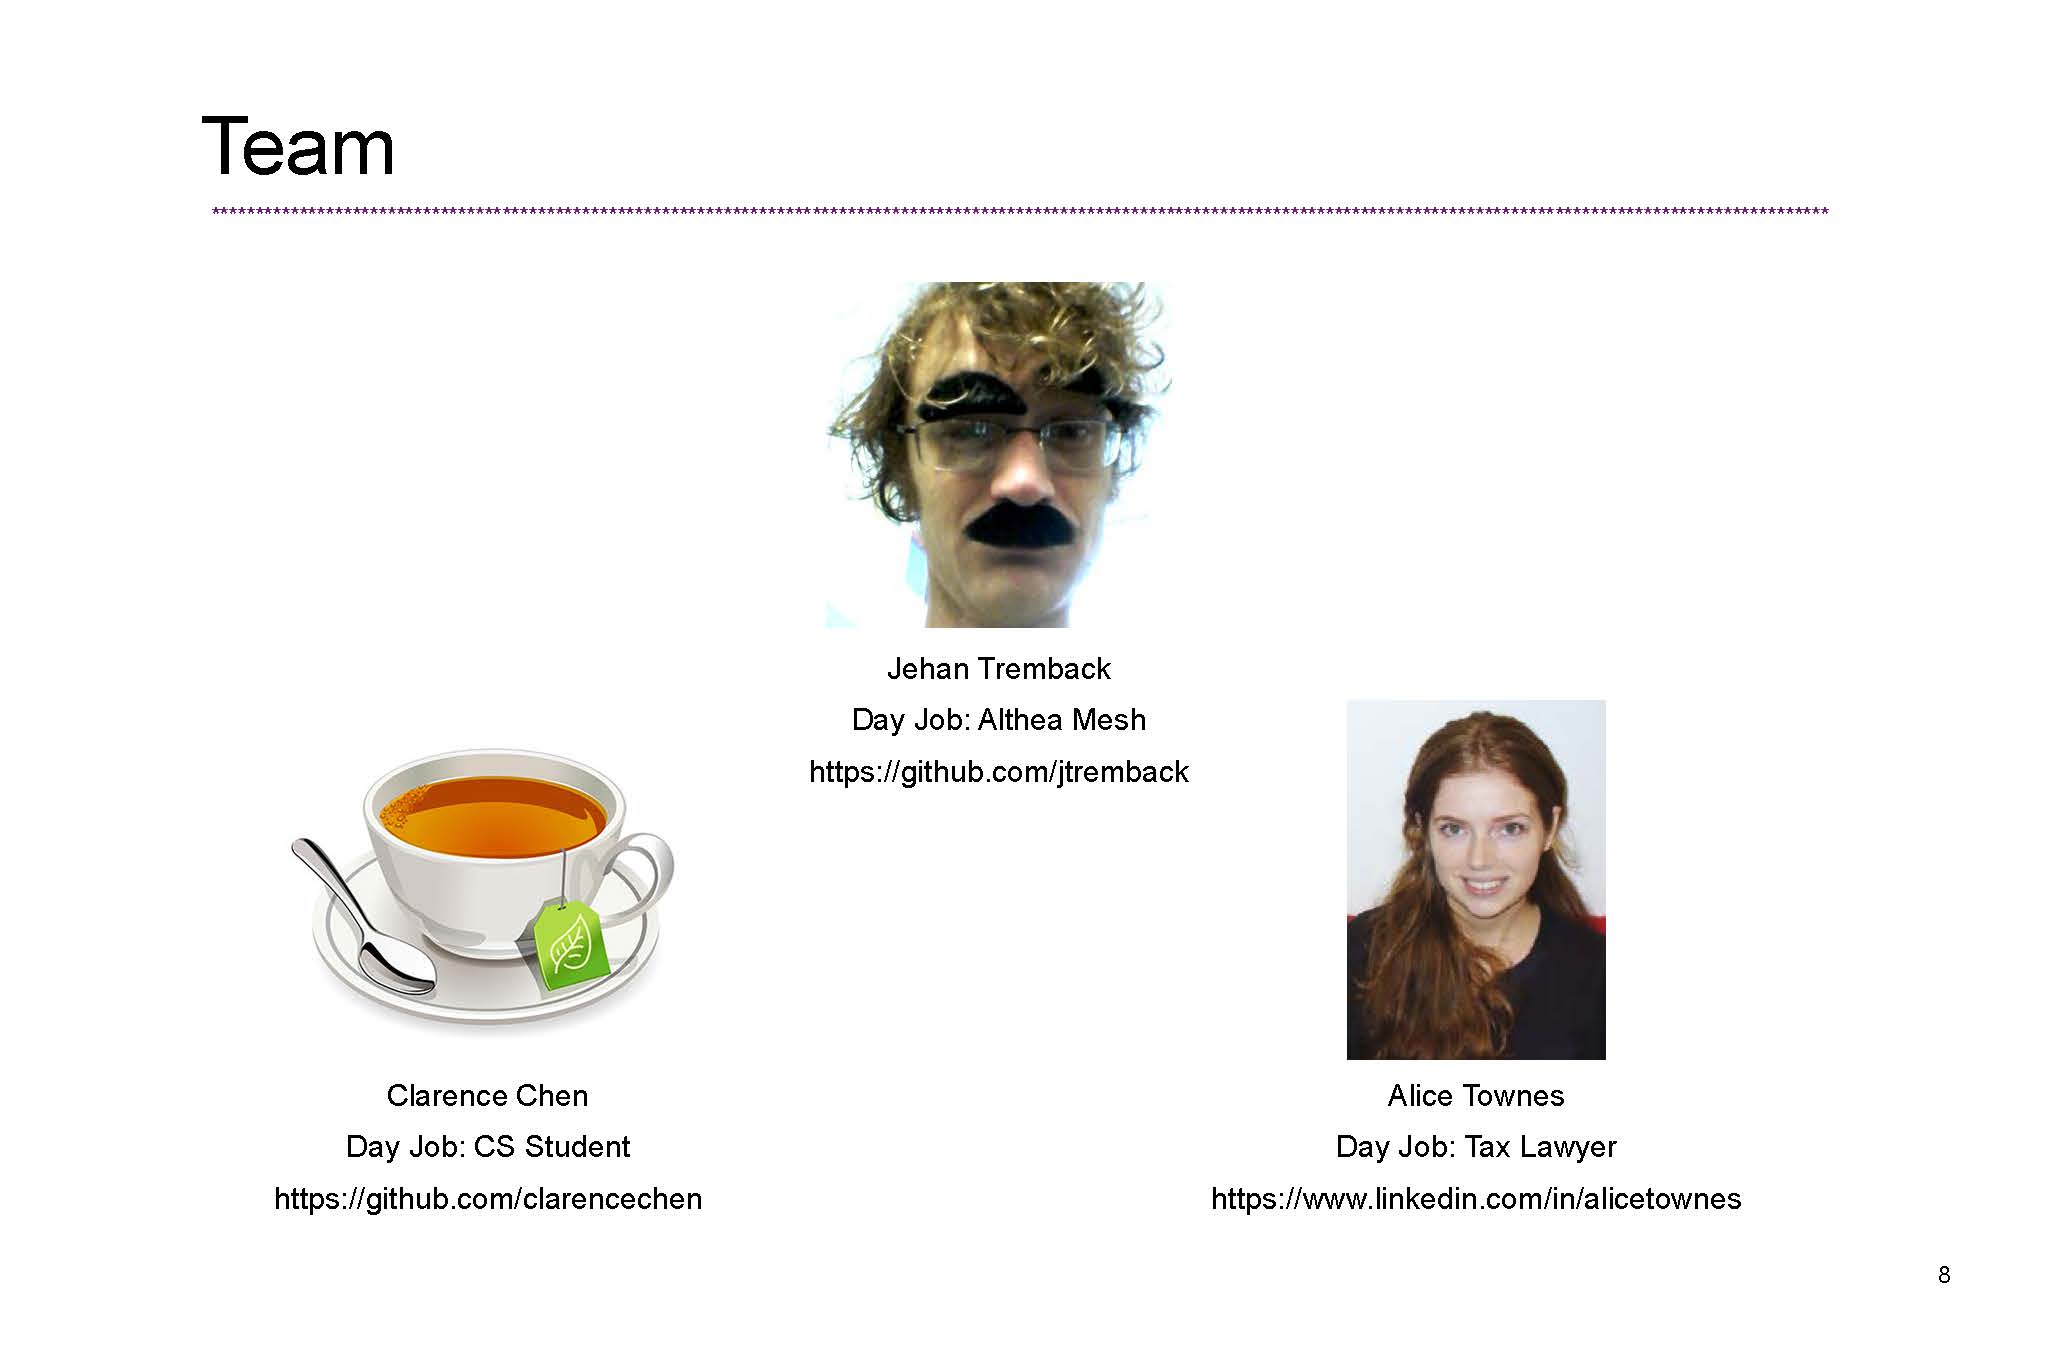 Team
***************************************************************************************************************************************************************************************
Jehan Tremback
Day Job: Althea Mesh
https://github.com/jtremback
Clarence Chen
Day Job: CS Student
https://github.com/clarencechen
Alice Townes
Day Job: Tax Lawyer
https://www.linkedin.com/in/alicetownes
8